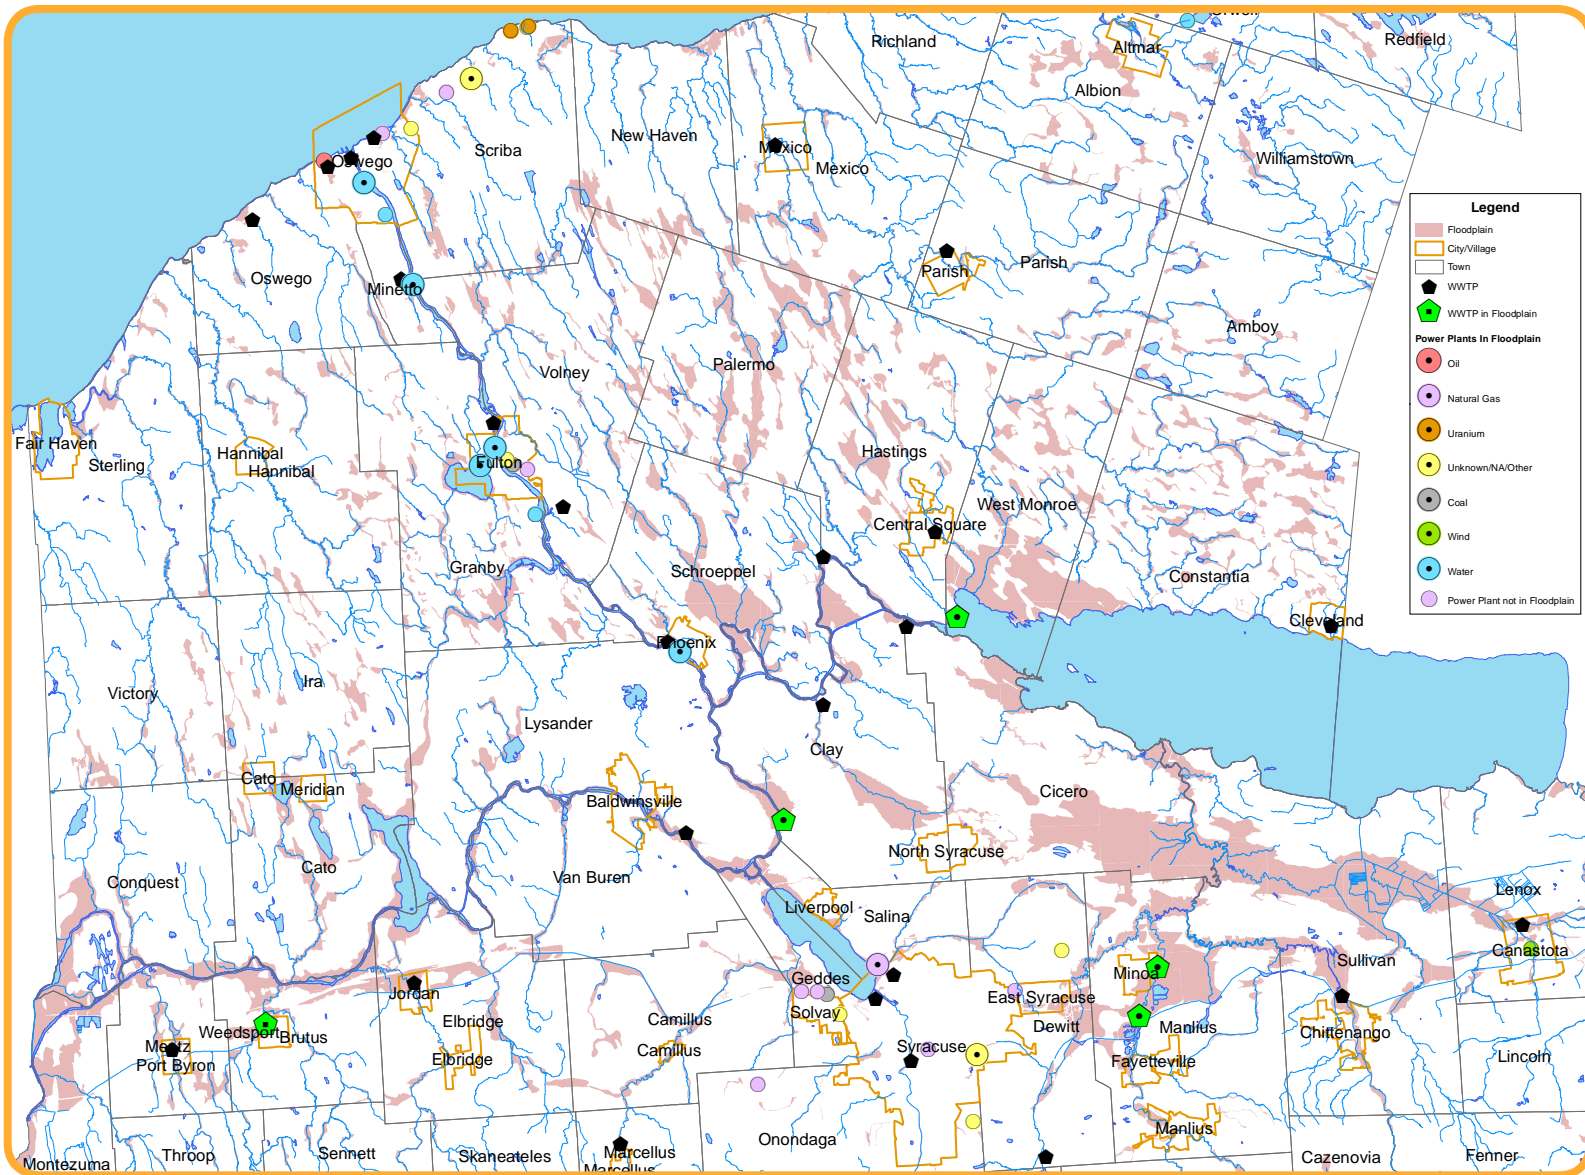 Richland
Orwell
Redfield
Altmar
Albion
New Haven
Scriba
Mexico
Mexico
Williamstown
Oswego
Oswego
Minetto
Parish
Parish
Amboy
Volney
Palermo
Fair Haven
Sterling
Hannibal
Hannibal
Fulton
Hastings
Central Square
West Monroe
Granby
Schroeppel
Constantia
Cleveland
Phoenix
Victory
Ira
Lysander
Clay
Cato
Meridian
Baldwinsville
Cicero
North Syracuse
Conquest
Cato
Van Buren
Liverpool
Salina
Lenox
Canastota
Sullivan
Minoa
Geddes
Solvay
East Syracuse
Jordan
Elbridge
Elbridge
Camillus
Camillus
Dewitt
Manlius
Chittenango
Weedsport
Brutus
Mentz
Port Byron
Syracuse
Fayetteville
Lincoln
Manlius
Onondaga
Montezuma
Throop
Sennett
Skaneateles
Marcellus
Marcellus
Cazenovia
Fenner
Legend
Floodplain
City/Village
Town
WWTP
WWTP in Floodplain
Power Plants In Floodplain
Oil
Natural Gas
Uranium
Unknown/NA/Other
Coal
Wind
Water
Power Plant not in Floodplain